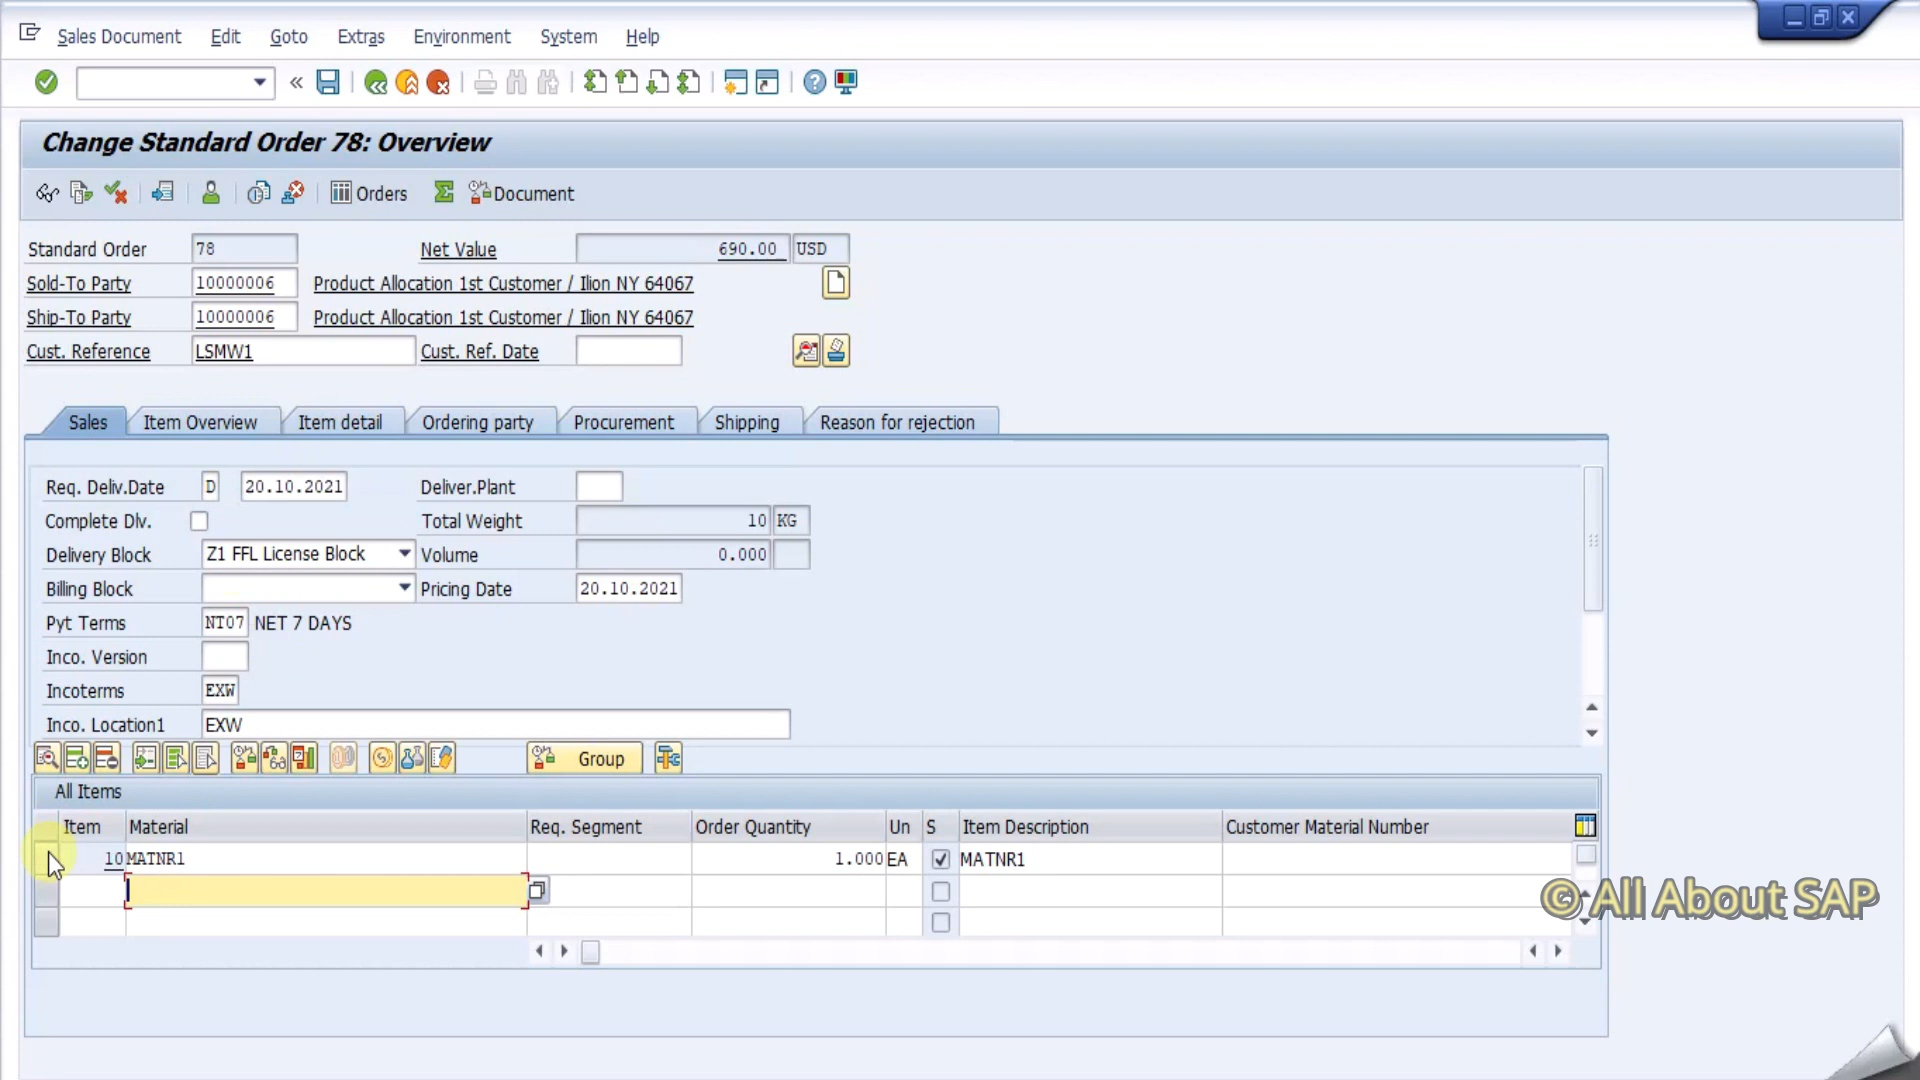 Sales Document Edit Goto Extras Environment System Help
Change Standard Order 78: Overview
Orders Document
Standard Order 78 Net Value 690.00 USD
Sold-To Party 10000006 Product Allocation 1st Customer / Ilion NY 64067
Ship-To Party 10000006 Product Allocation 1st Customer / Ilion NY 64067
Cust. Reference LSMW1 Cust. Ref. Date
Sales Item Overview Item detail Ordering party Procurement Shipping Reason for rejection
Req. Deliv.Date D 20.10.2021 Deliver.Plant
Complete Dlv. Total Weight 10 KG
Delivery Block Z1 FFL License Block Volume 0.000
Billing Block Pricing Date 20.10.2021
Pyt Terms NT07 NET 7 DAYS
Inco. Version
Incoterms EXW
Inco. Location1 EXW
Group
All Items
Item Material Req. Segment Order Quantity Un S Item Description Customer Material Number
10 MATNR1 1.000 EA MATNR1
© All About SAP